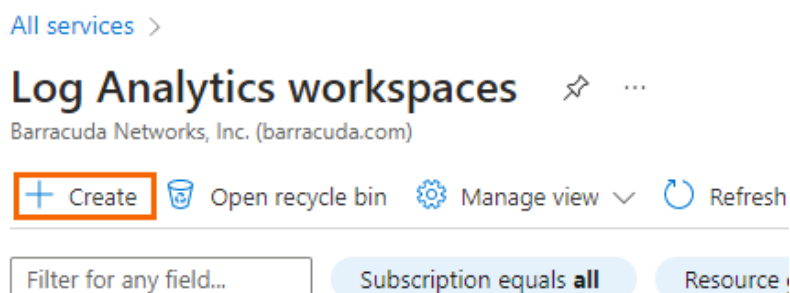 All services >
Log Analytics workspaces ...
Barracuda Networks, Inc. (barracuda.com)
+ Create Open recycle bin Manage view Refresh
Filter for any field... Subscription equals all Resource